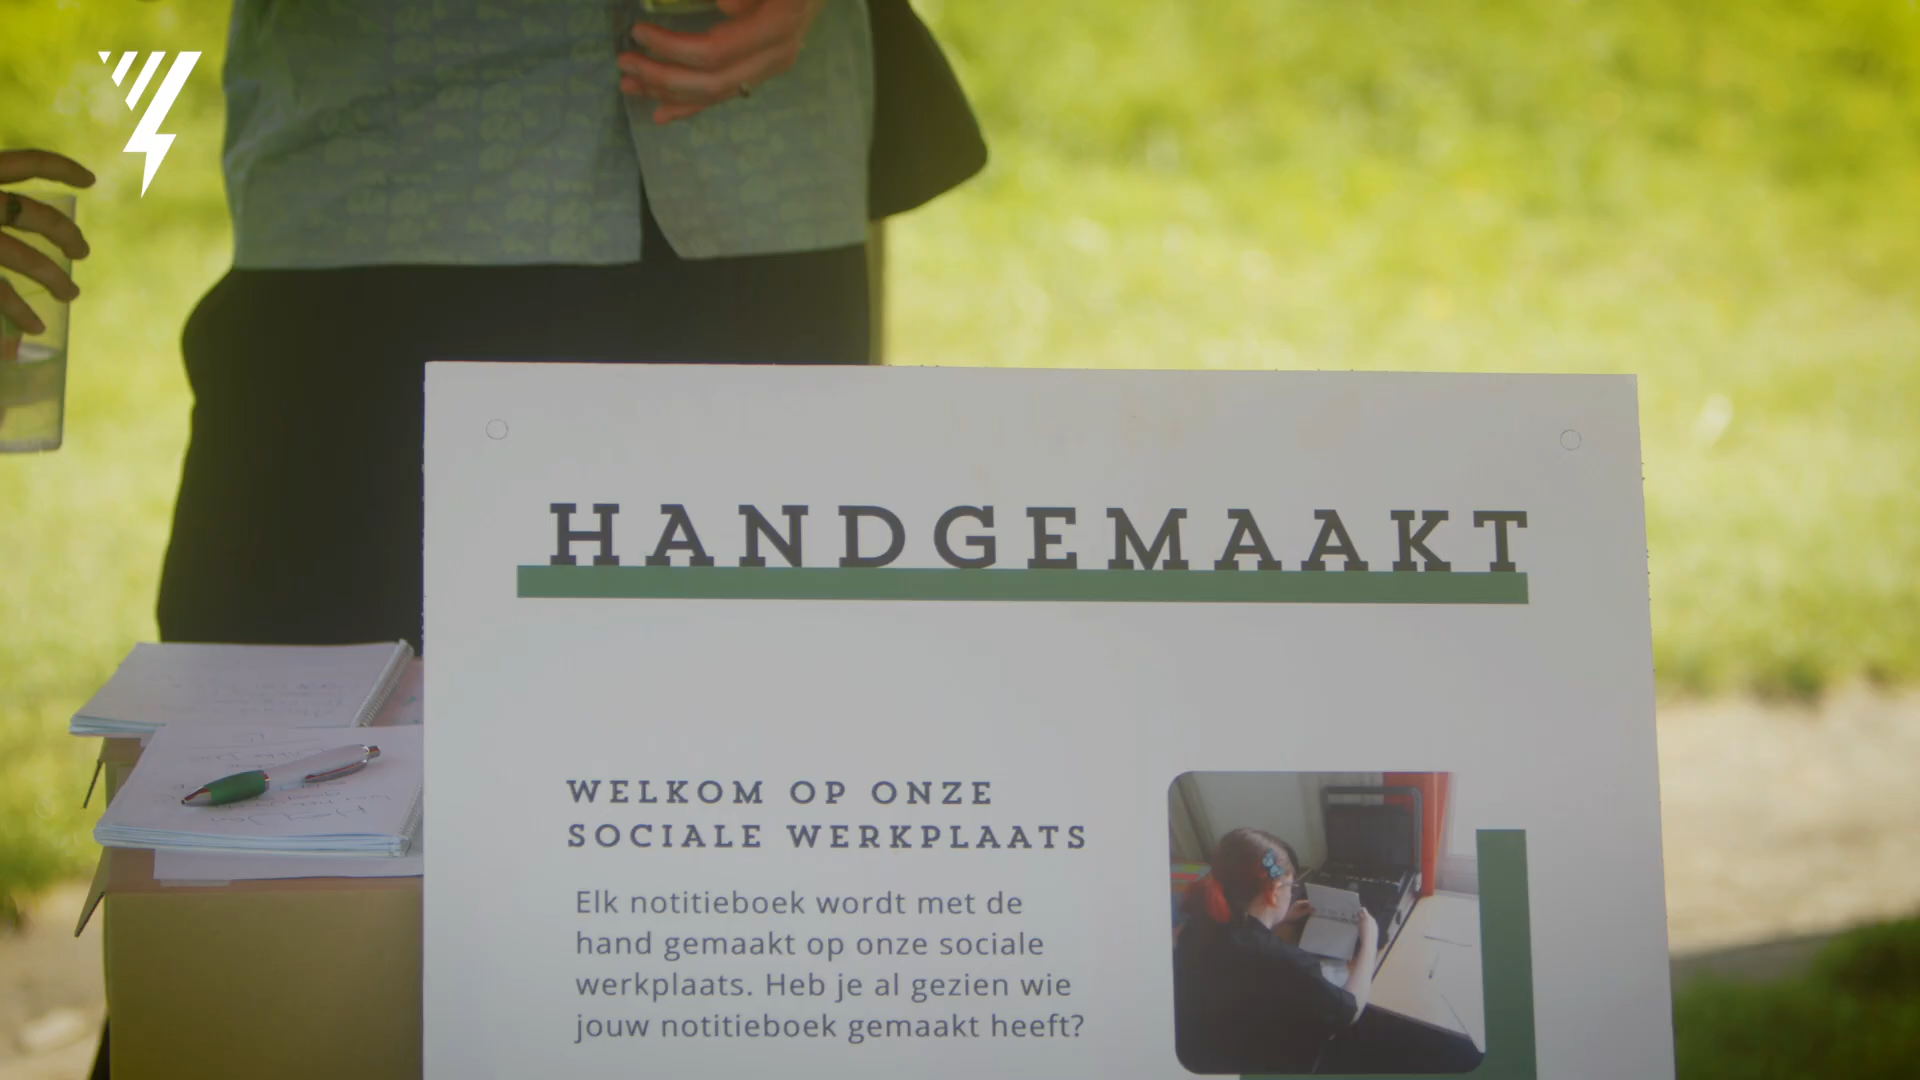 HANDGEMAAKT
WELKOM OP ONZE
SOCIALE WERKPLAATS
Elk notitieboek wordt met de
hand gemaakt op onze sociale
werkplaats. Heb je al gezien wie
jouw notitieboek gemaakt heeft?